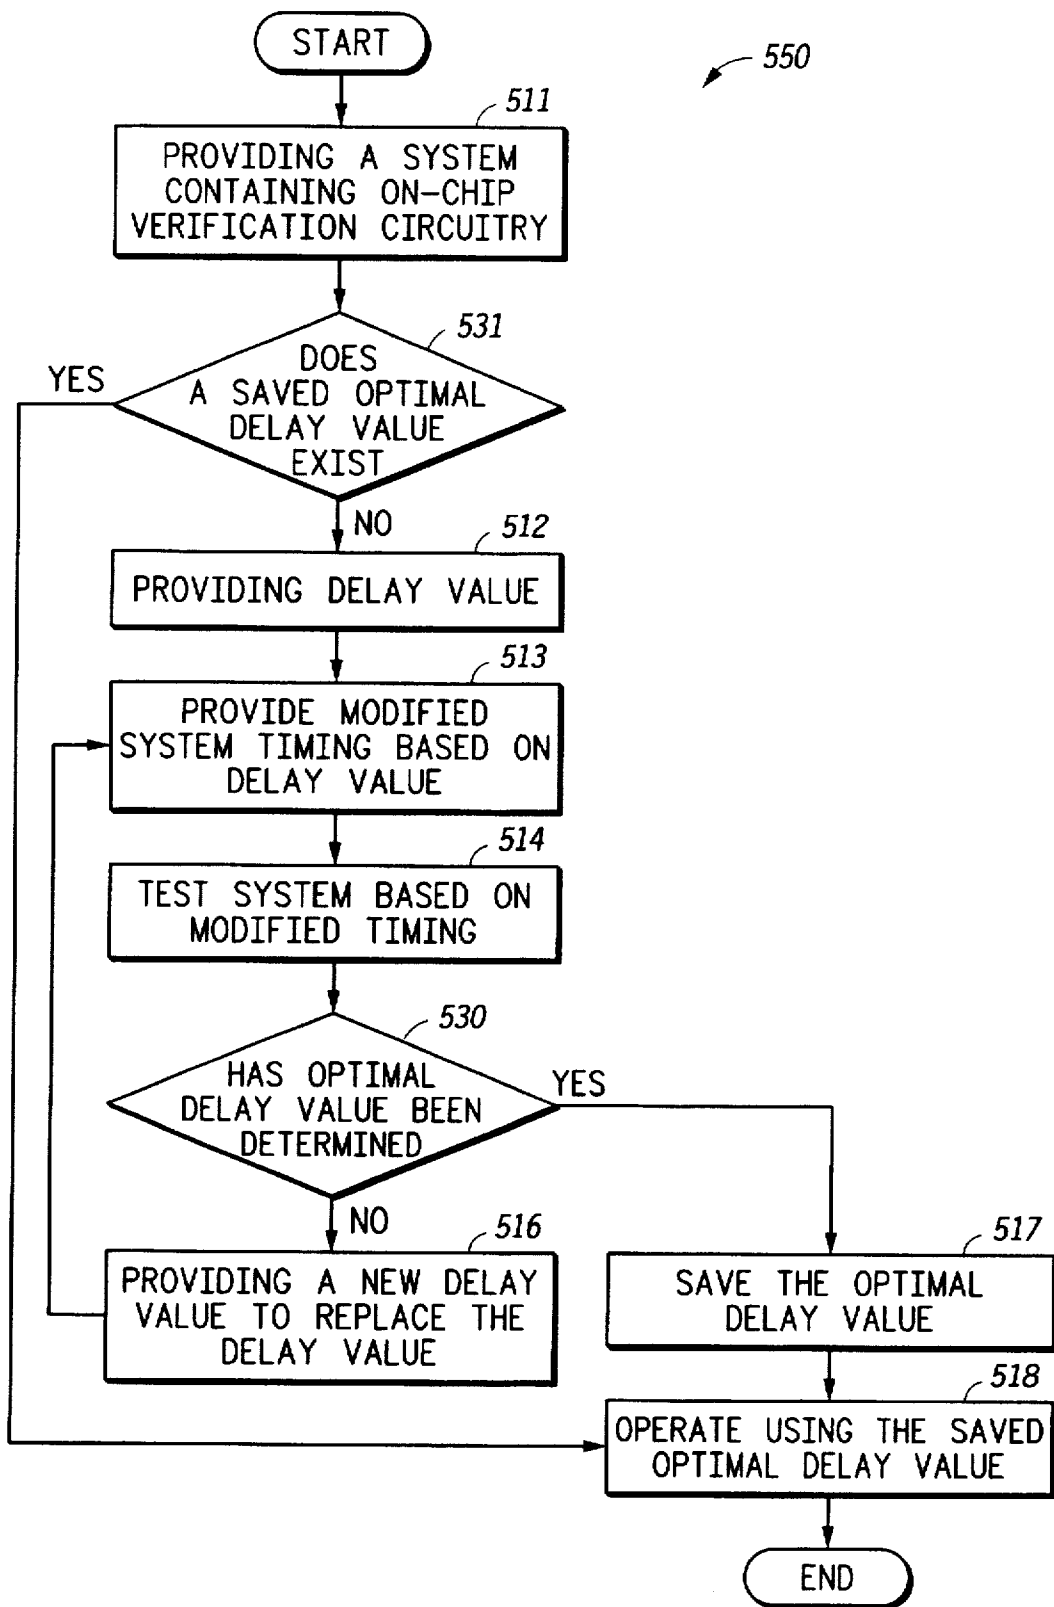 START
550
511
PROVIDING A SYSTEM
CONTAINING ON-CHIP
VERIFICATION CIRCUITRY
531
DOES
A SAVED OPTIMAL
DELAY VALUE
EXIST
YES
NO
512
PROVIDING DELAY VALUE
513
PROVIDE MODIFIED
SYSTEM TIMING BASED ON
DELAY VALUE
514
TEST SYSTEM BASED ON
MODIFIED TIMING
530
HAS OPTIMAL
DELAY VALUE BEEN
DETERMINED
YES
NO
516
PROVIDING A NEW DELAY
VALUE TO REPLACE THE
DELAY VALUE
517
SAVE THE OPTIMAL
DELAY VALUE
518
OPERATE USING THE SAVED
OPTIMAL DELAY VALUE
END